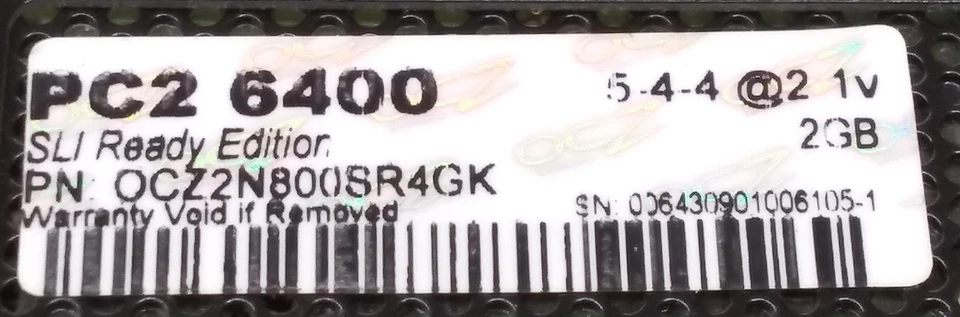 PC2 6400
5-4-4 @2 1v
SLI Ready Edition
2GB
PN: OCZ2N800SR4GK
Warranty Void if Removed
SN: 006430901006105-1